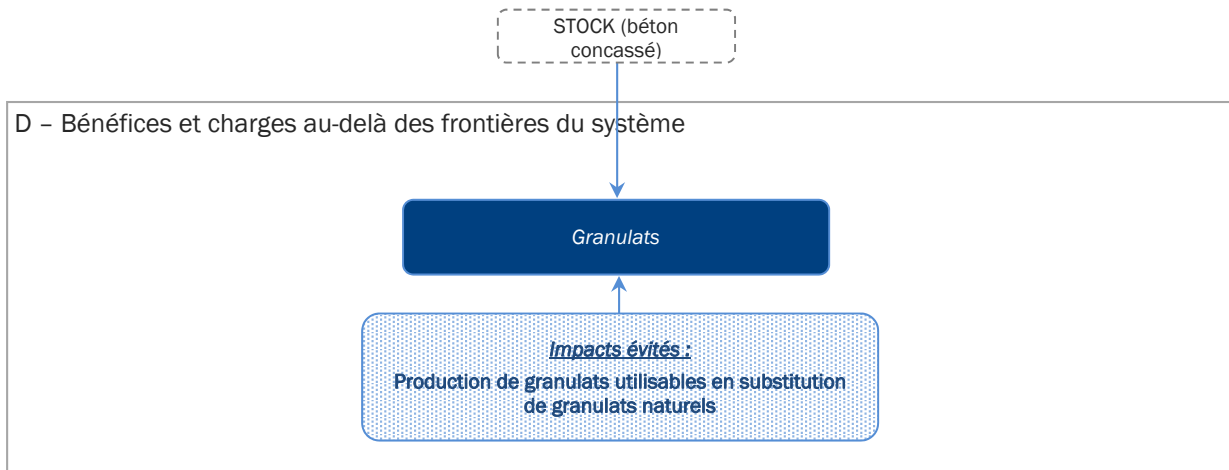 STOCK (béton
concassé)
D – Bénéfices et charges au-delà des frontières du système
Granulats
Impacts évités :
Production de granulats utilisables en substitution
de granulats naturels